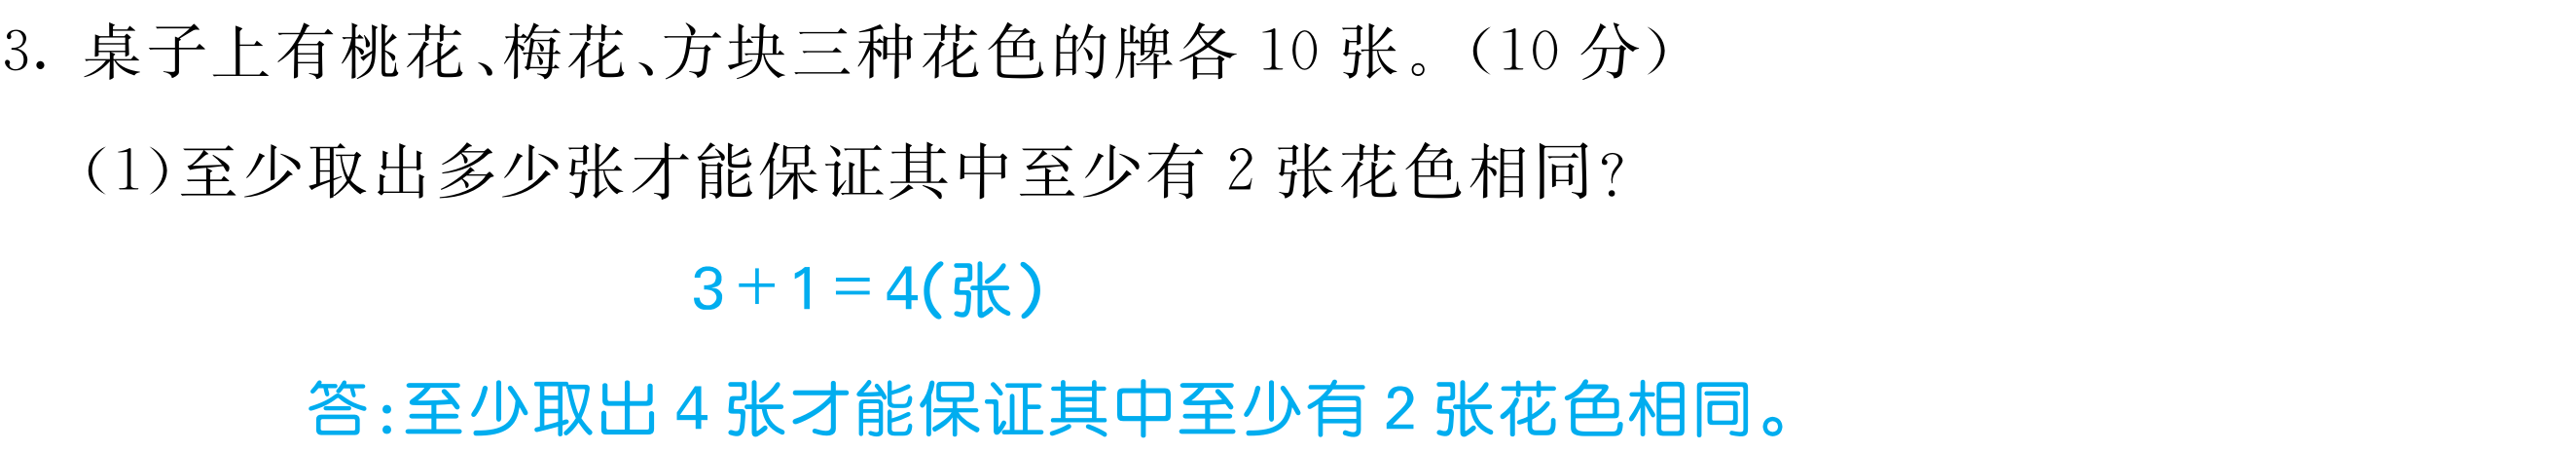 3. 桌子上有桃花、梅花、方块三种花色的牌各 10 张。(10 分)
(1)至少取出多少张才能保证其中至少有 2 张花色相同?
3+1=4(张)
答:至少取出 4 张才能保证其中至少有 2 张花色相同。